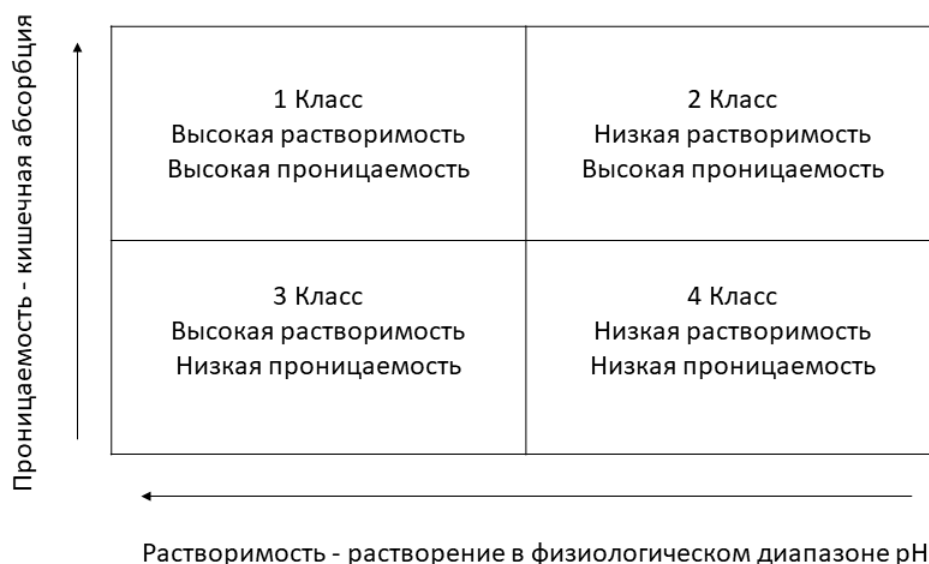 Проницаемость - кишечная абсорбция
1 Класс
Высокая растворимость
Высокая проницаемость
2 Класс
Низкая растворимость
Высокая проницаемость
3 Класс
Высокая растворимость
Низкая проницаемость
4 Класс
Низкая растворимость
Низкая проницаемость
Растворимость - растворение в физиологическом диапазоне pH